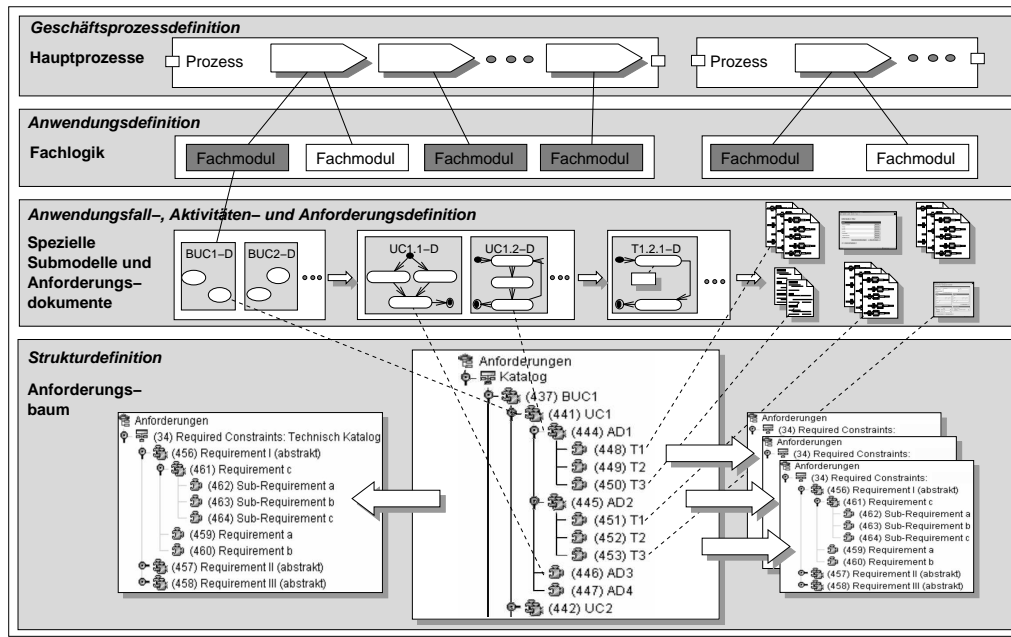 Geschäftsprozessdefinition
Hauptprozesse
Prozess
Prozess
Anwendungsdefinition
Fachlogik
Fachmodul
Fachmodul
Fachmodul
Fachmodul
Fachmodul
Fachmodul
Anwendungsfall–, Aktivitäten– und Anforderungsdefinition
Spezielle
Submodelle und
Anforderungs–
dokumente
BUC1–D
BUC2–D
UC1.1–D
UC1.2–D
T1.2.1–D
Strukturdefinition
Anforderungs–
baum
Anforderungen
(34) Required Constraints: Technisch Katalog
(456) Requirement I (abstrakt)
(461) Requirement c
(462) Sub-Requirement a
(463) Sub-Requirement b
(464) Sub-Requirement c
(459) Requirement a
(460) Requirement b
(457) Requirement II (abstrakt)
(458) Requirement III (abstrakt)
Anforderungen
Katalog
(437) BUC1
(441) UC1
(444) AD1
(448) T1
(449) T2
(450) T3
(445) AD2
(451) T1
(452) T2
(453) T3
(446) AD3
(447) AD4
(442) UC2
Anforderungen
(34) Required Constraints:
Anforderungen
(34) Required Constraints:
Anforderungen
(34) Required Constraints:
(456) Requirement I (abstrakt)
(461) Requirement c
(462) Sub-Requirement a
(463) Sub-Requirement b
(464) Sub-Requirement c
(459) Requirement a
(460) Requirement b
(457) Requirement II (abstrakt)
(458) Requirement III (abstrakt)